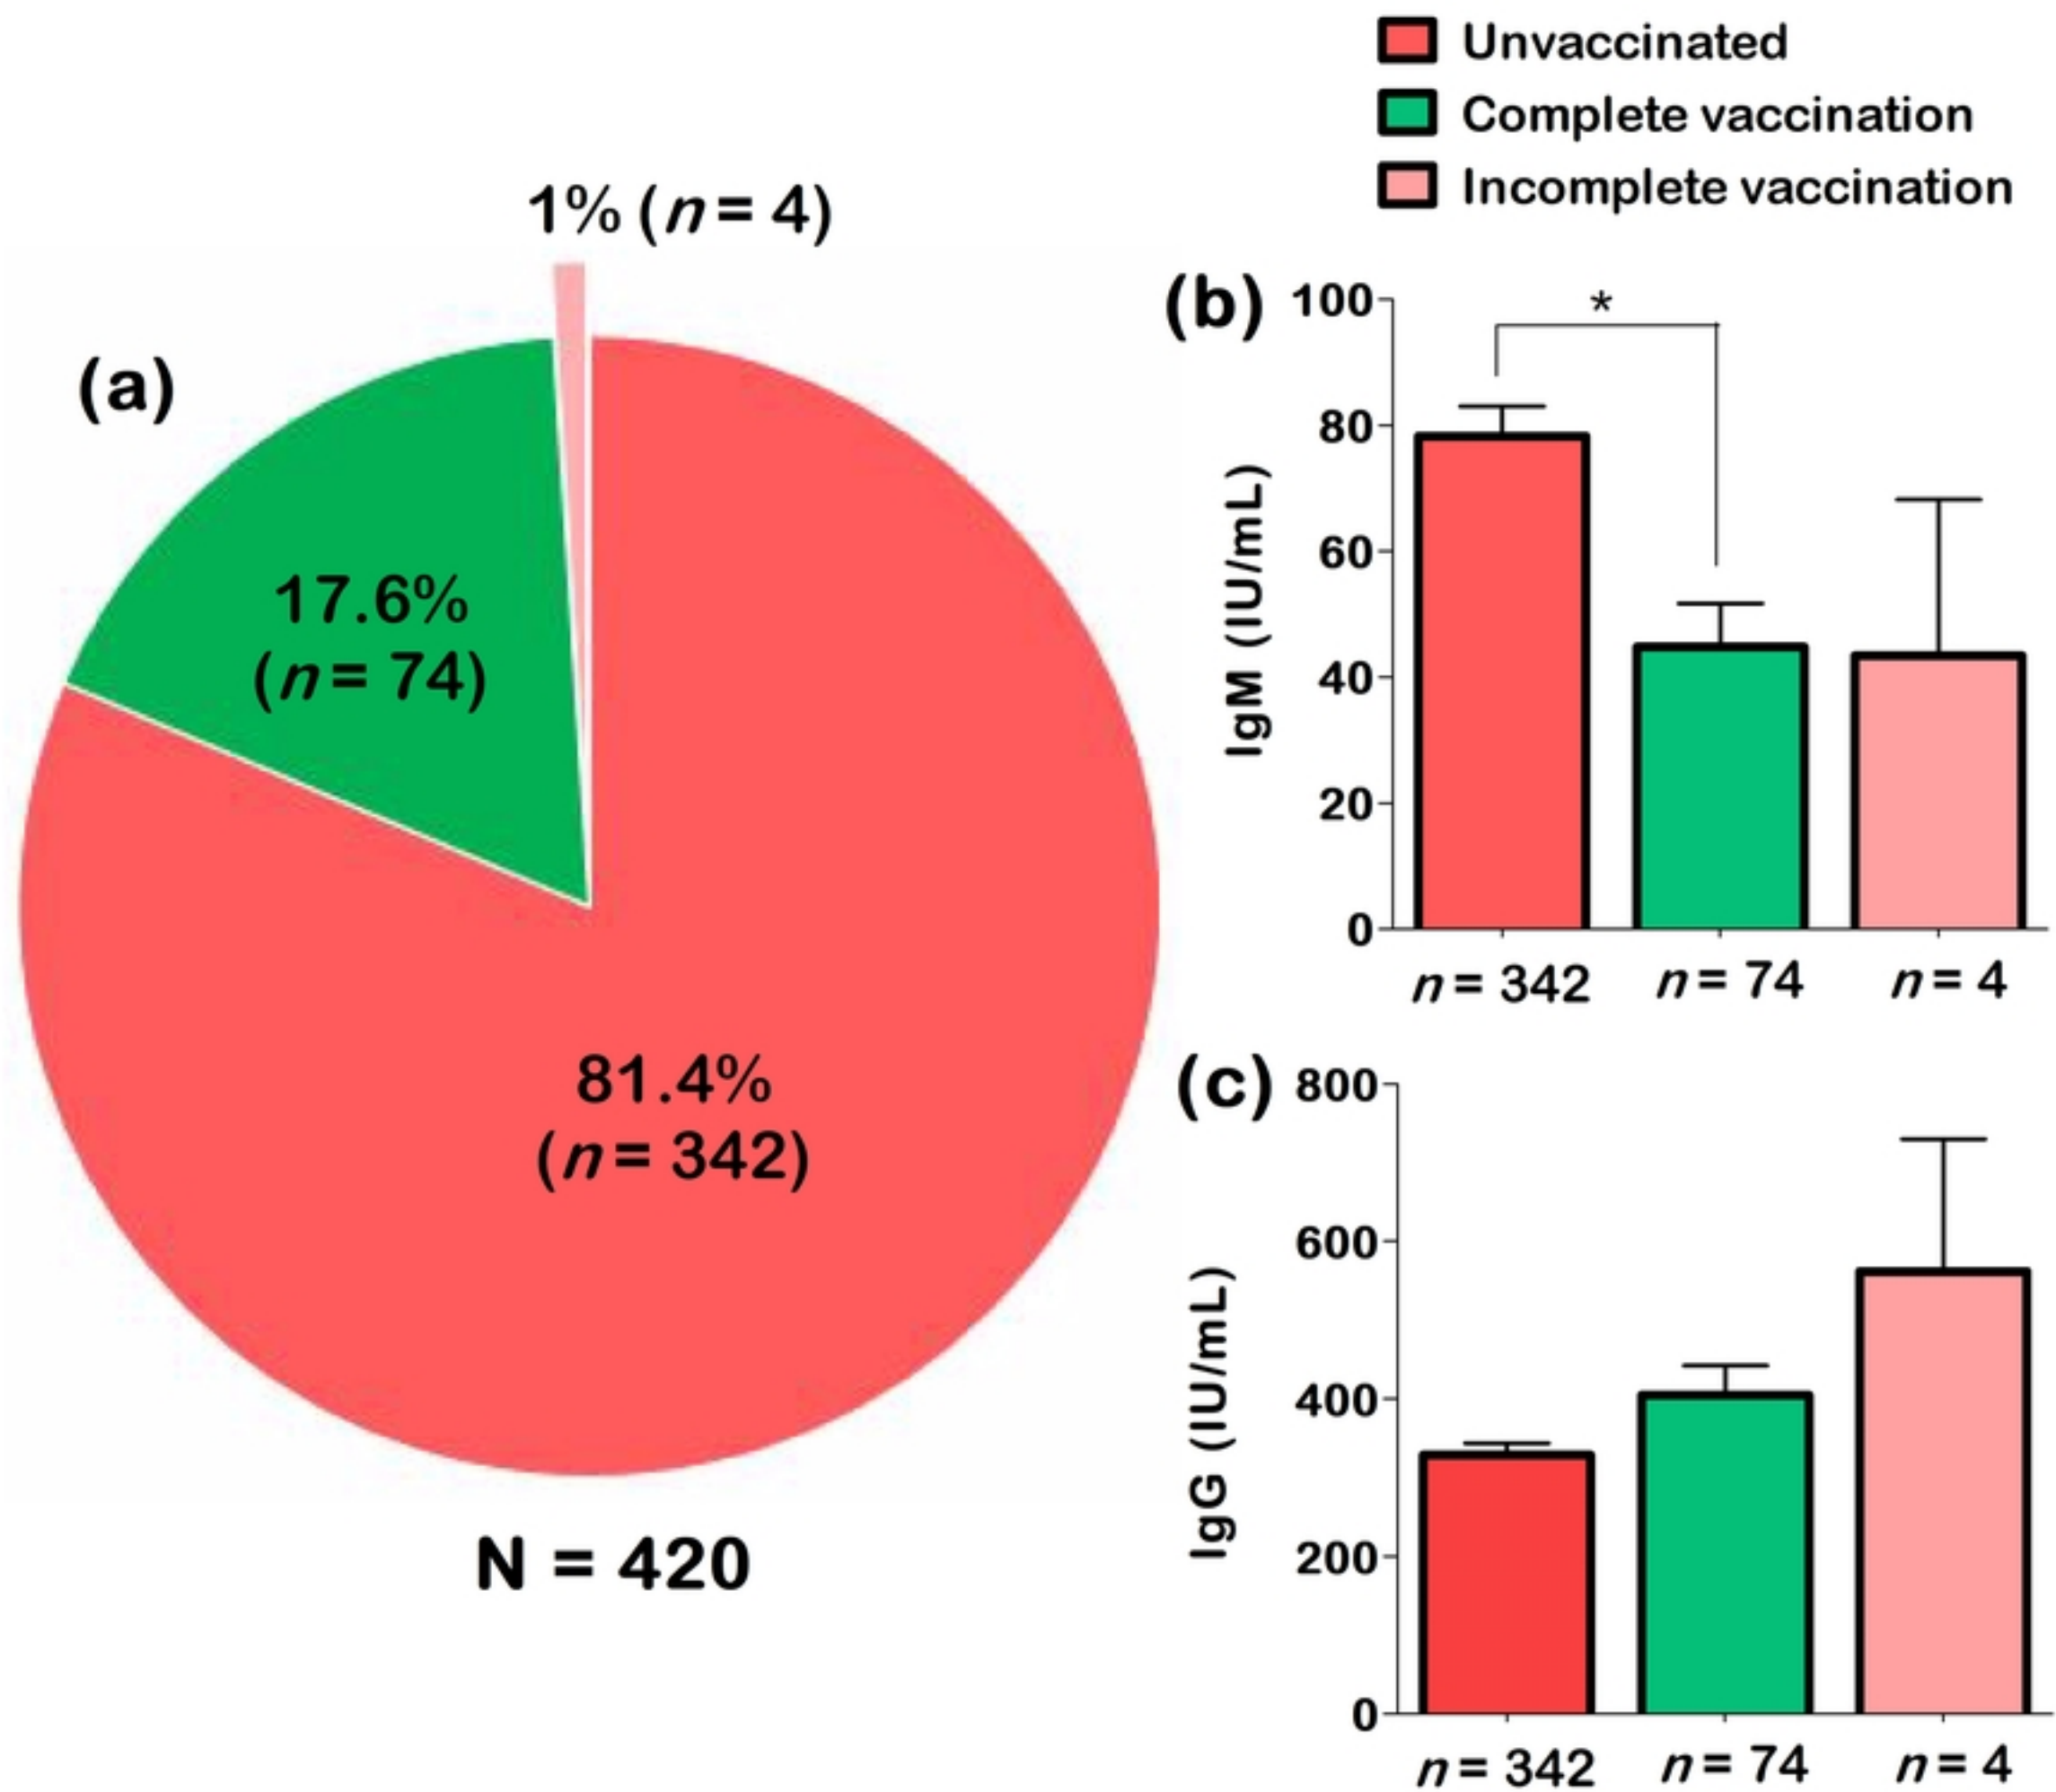 Unvaccinated
Complete vaccination
Incomplete vaccination
1% (n = 4)
(a)
17.6%
(n = 74)
81.4%
(n = 342)
N = 420
(b)
100
80
60
40
20
0
IgM (IU/mL)
*
n = 342
n = 74
n = 4
(c)
800
600
400
200
0
IgG (IU/mL)
n = 342
n = 74
n = 4